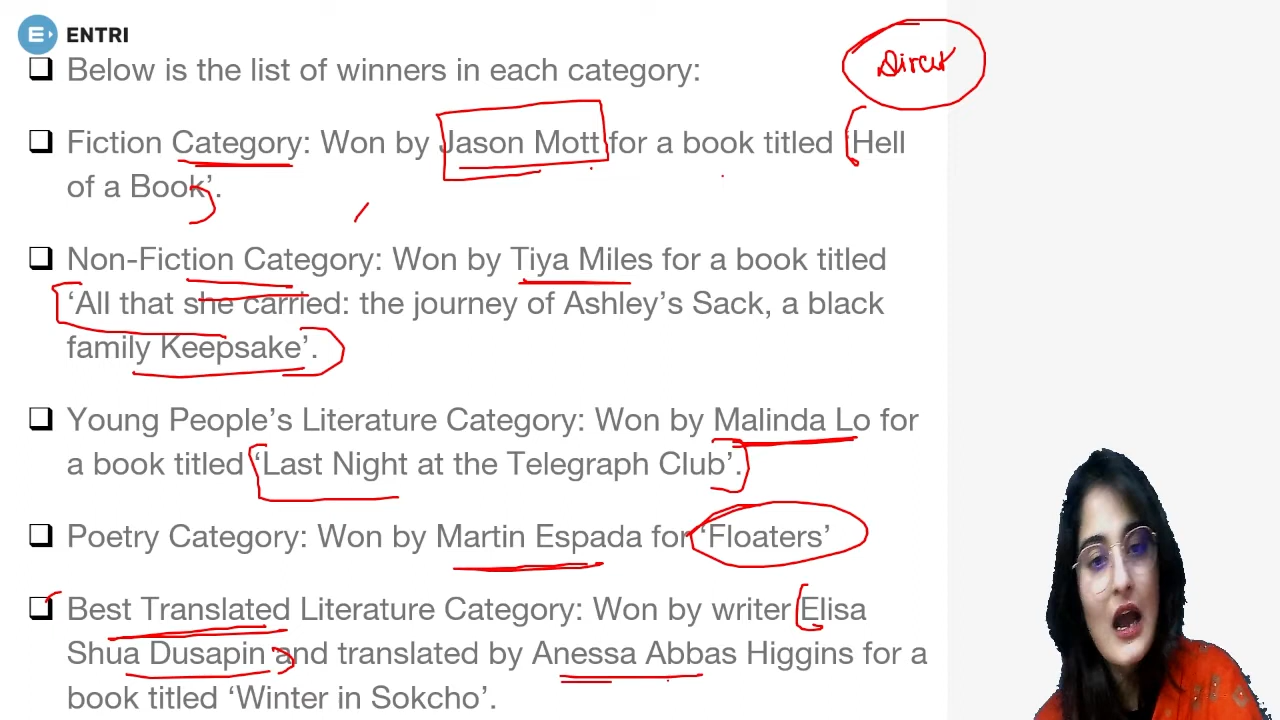 ENTRI
Below is the list of winners in each category:
Direct
Fiction Category: Won by Jason Mott for a book titled ‘Hell
of a Book’.
Non-Fiction Category: Won by Tiya Miles for a book titled
‘All that she carried: the journey of Ashley’s Sack, a black
family Keepsake’.
Young People’s Literature Category: Won by Malinda Lo for
a book titled ‘Last Night at the Telegraph Club’.
Poetry Category: Won by Martin Espada for ‘Floaters’
Best Translated Literature Category: Won by writer Elisa
Shua Dusapin and translated by Anessa Abbas Higgins for a
book titled ‘Winter in Sokcho’.